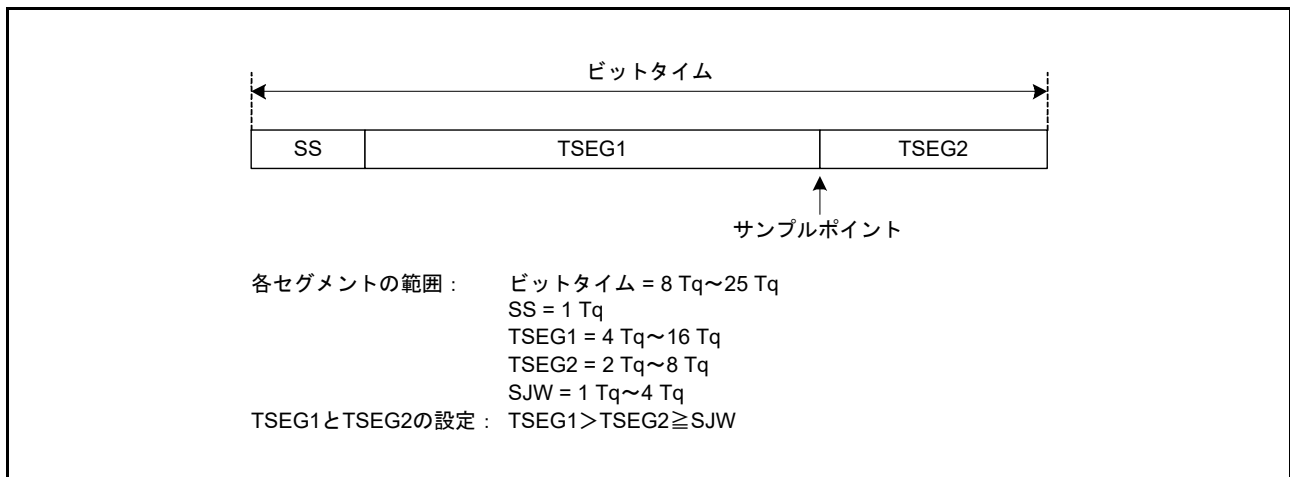 ビットタイム
SS TSEG1 TSEG2
サンプルポイント
各セグメントの範囲： ビットタイム = 8 Tq～25 Tq
SS = 1 Tq
TSEG1 = 4 Tq～16 Tq
TSEG2 = 2 Tq～8 Tq
SJW = 1 Tq～4 Tq
TSEG1とTSEG2の設定： TSEG1＞TSEG2≧SJW